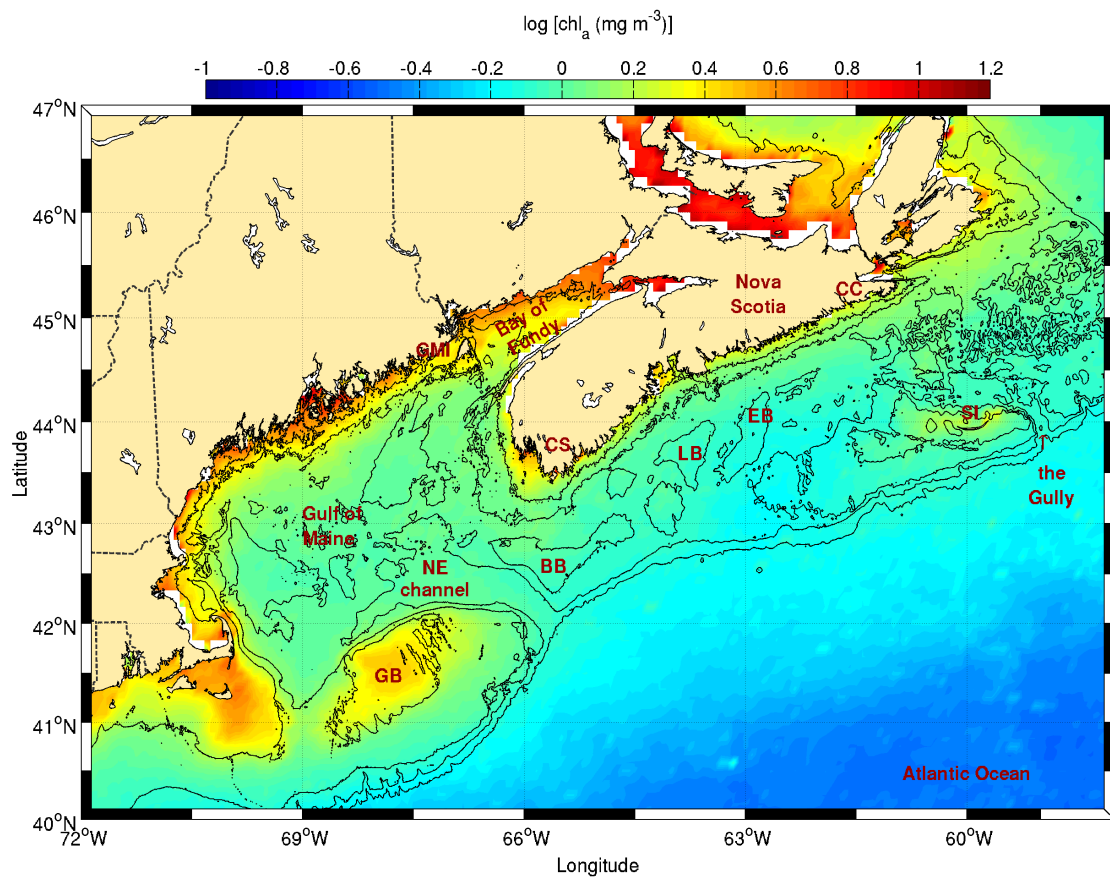 log [chlₐ (mg m⁻³)]
-1 -0.8 -0.6 -0.4 -0.2 0 0.2 0.4 0.6 0.8 1 1.2
47°N
46°N
45°N
44°N
43°N
42°N
41°N
40°N
Latitude
72°W 69°W 66°W 63°W 60°W
Longitude
Nova
Scotia
CC
Bay of
Fundy
GMI
SI
EB
CS
LB
the
Gully
Gulf of
Maine
NE
channel
BB
GB
Atlantic Ocean